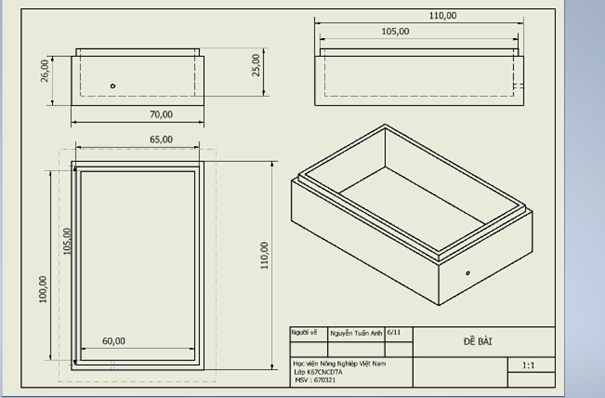 110,00
105,00
26,00
25,00
70,00
65,00
105,00
100,00
110,00
60,00
Người vẽ Nguyễn Tuấn Anh 6/11
ĐỀ BÀI
Học viện Nông Nghiệp Việt Nam
Lớp K67CNCDTA
MSV : 670321
1:1